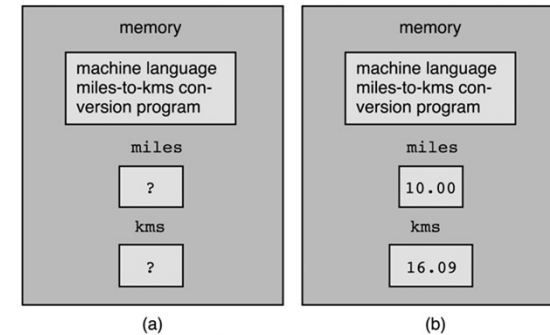 memory
machine language
miles-to-kms con-
version program
miles
?
kms
?
(a)
memory
machine language
miles-to-kms con-
version program
miles
10.00
kms
16.09
(b)